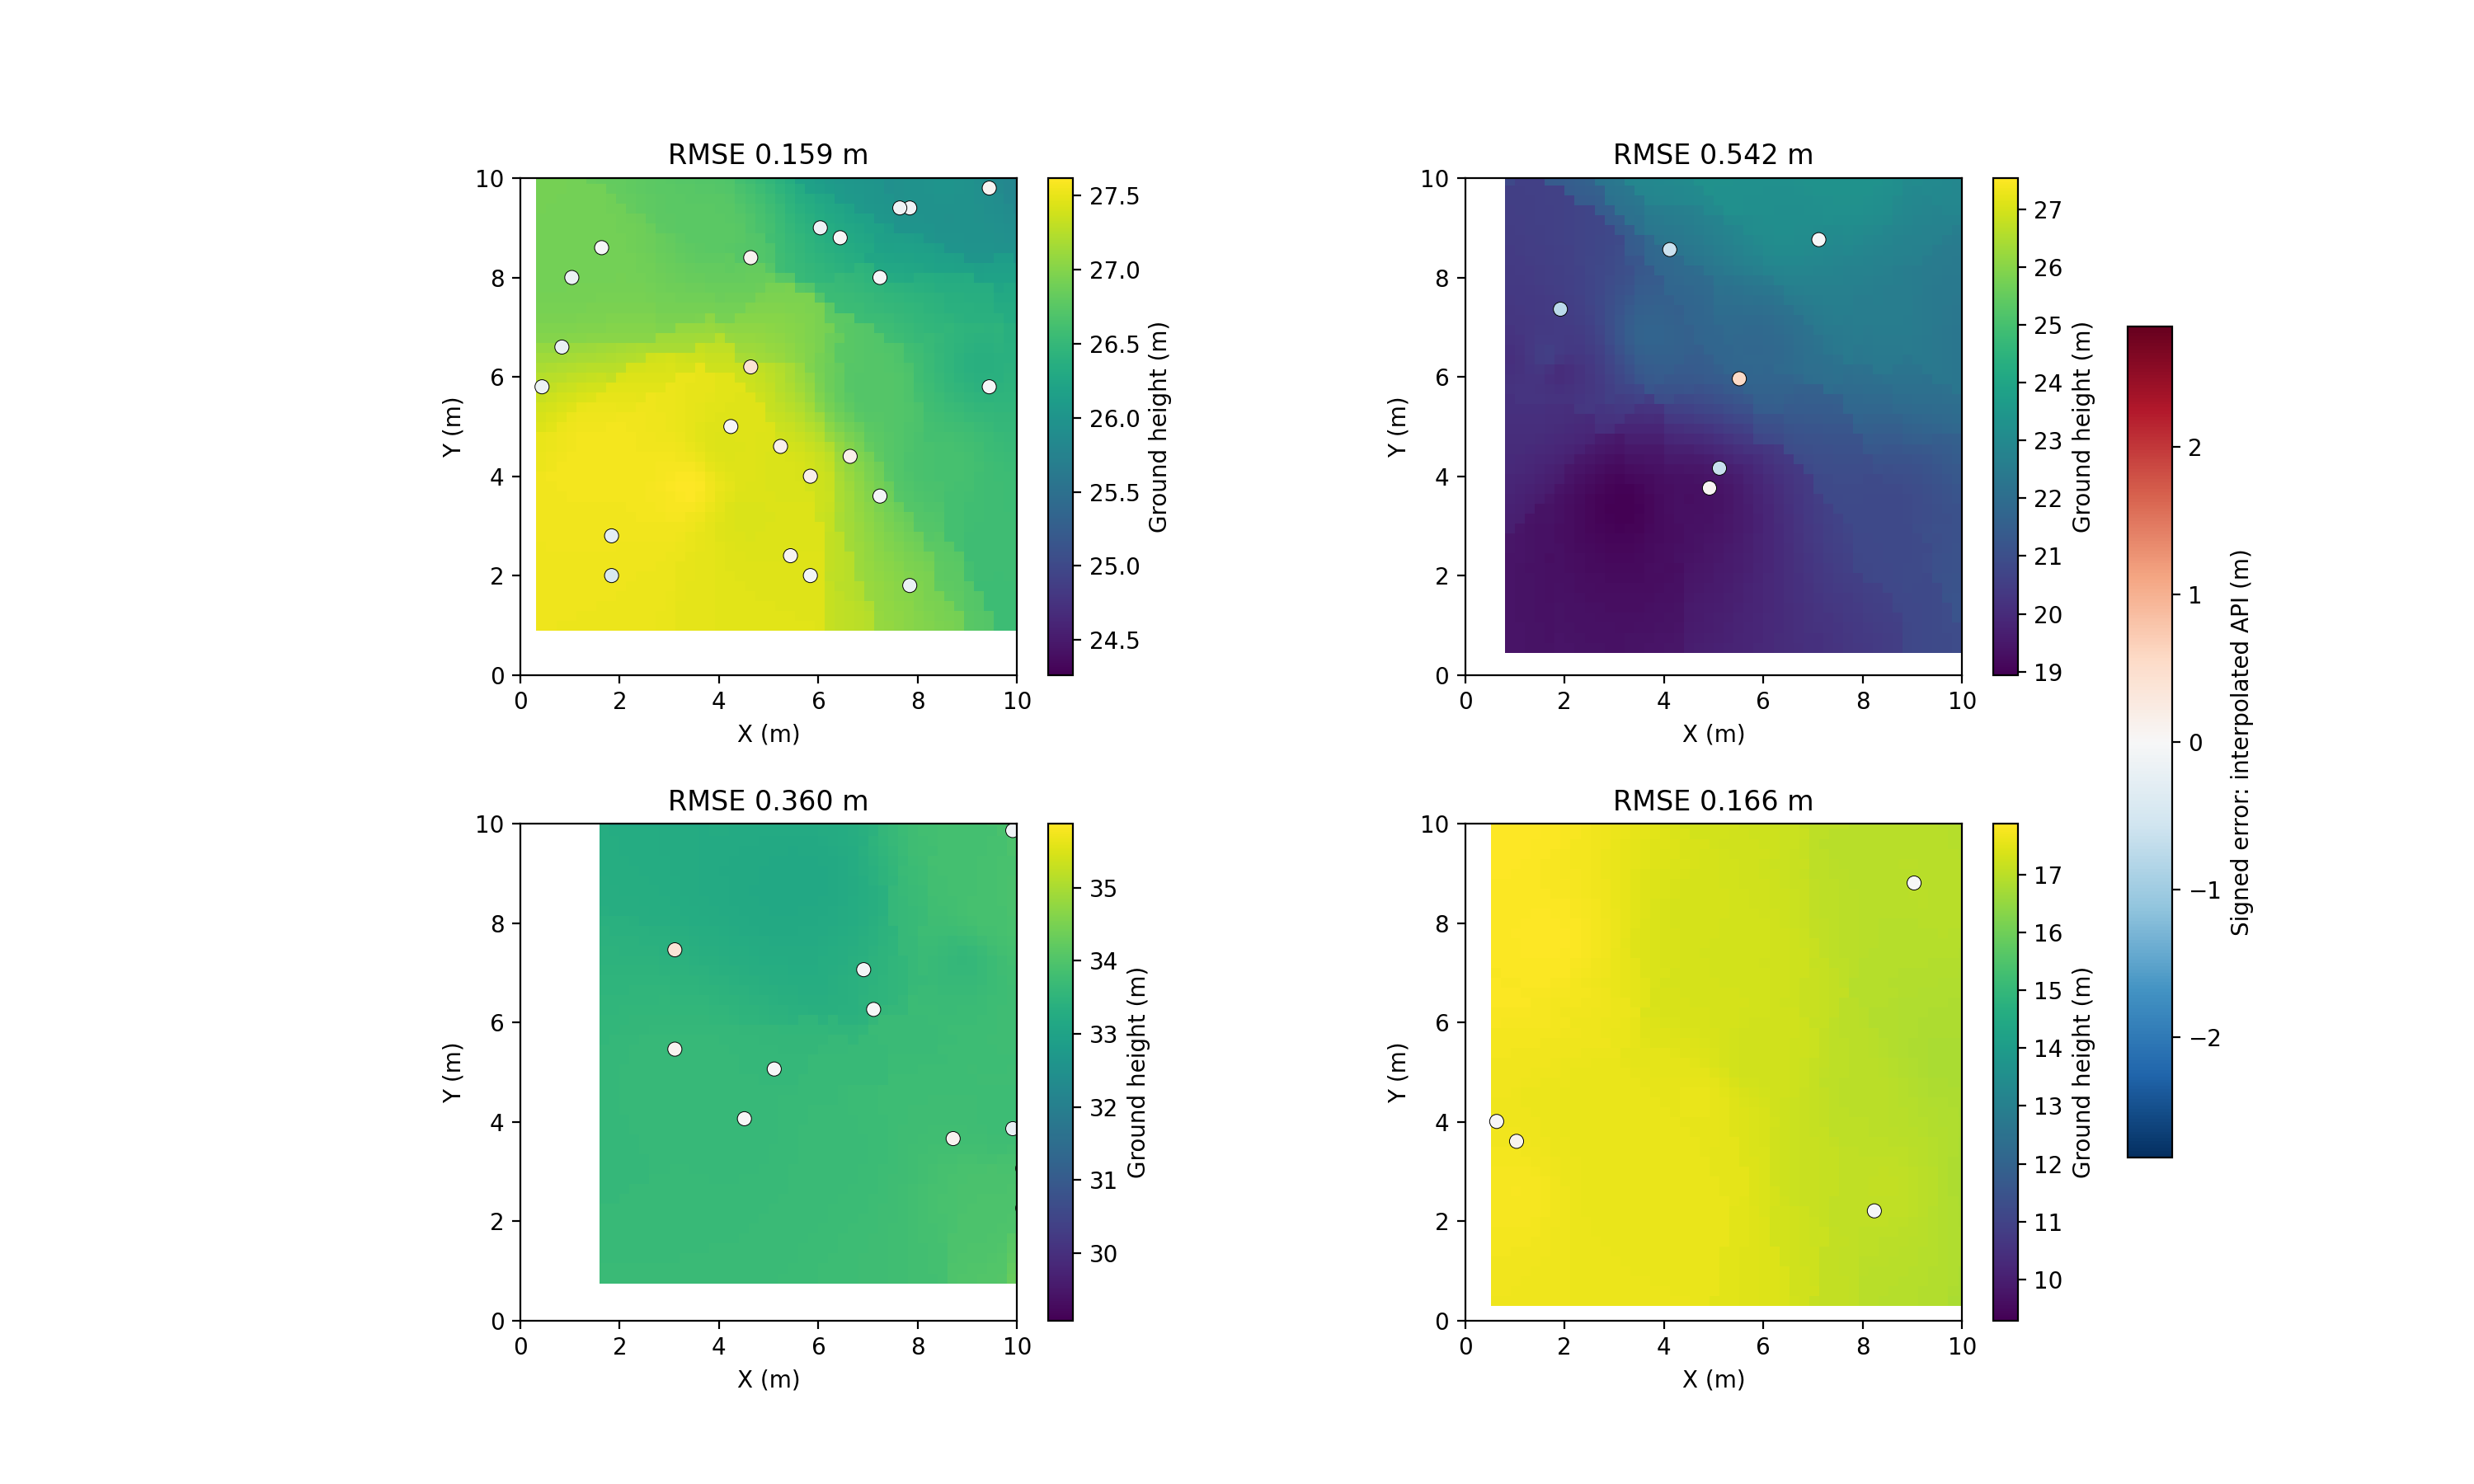 RMSE 0.159 m
10
8
6
4
2
0
Y (m)
0 2 4 6 8 10
X (m)
27.5
27.0
26.5
26.0
25.5
25.0
24.5
Ground height (m)
RMSE 0.542 m
10
8
6
4
2
0
Y (m)
0 2 4 6 8 10
X (m)
27
26
25
24
23
22
21
20
19
Ground height (m)
RMSE 0.360 m
10
8
6
4
2
0
Y (m)
0 2 4 6 8 10
X (m)
35
34
33
32
31
30
Ground height (m)
RMSE 0.166 m
10
8
6
4
2
0
Y (m)
0 2 4 6 8 10
X (m)
17
16
15
14
13
12
11
10
Ground height (m)
2
1
0
−1
−2
Signed error: interpolated API (m)